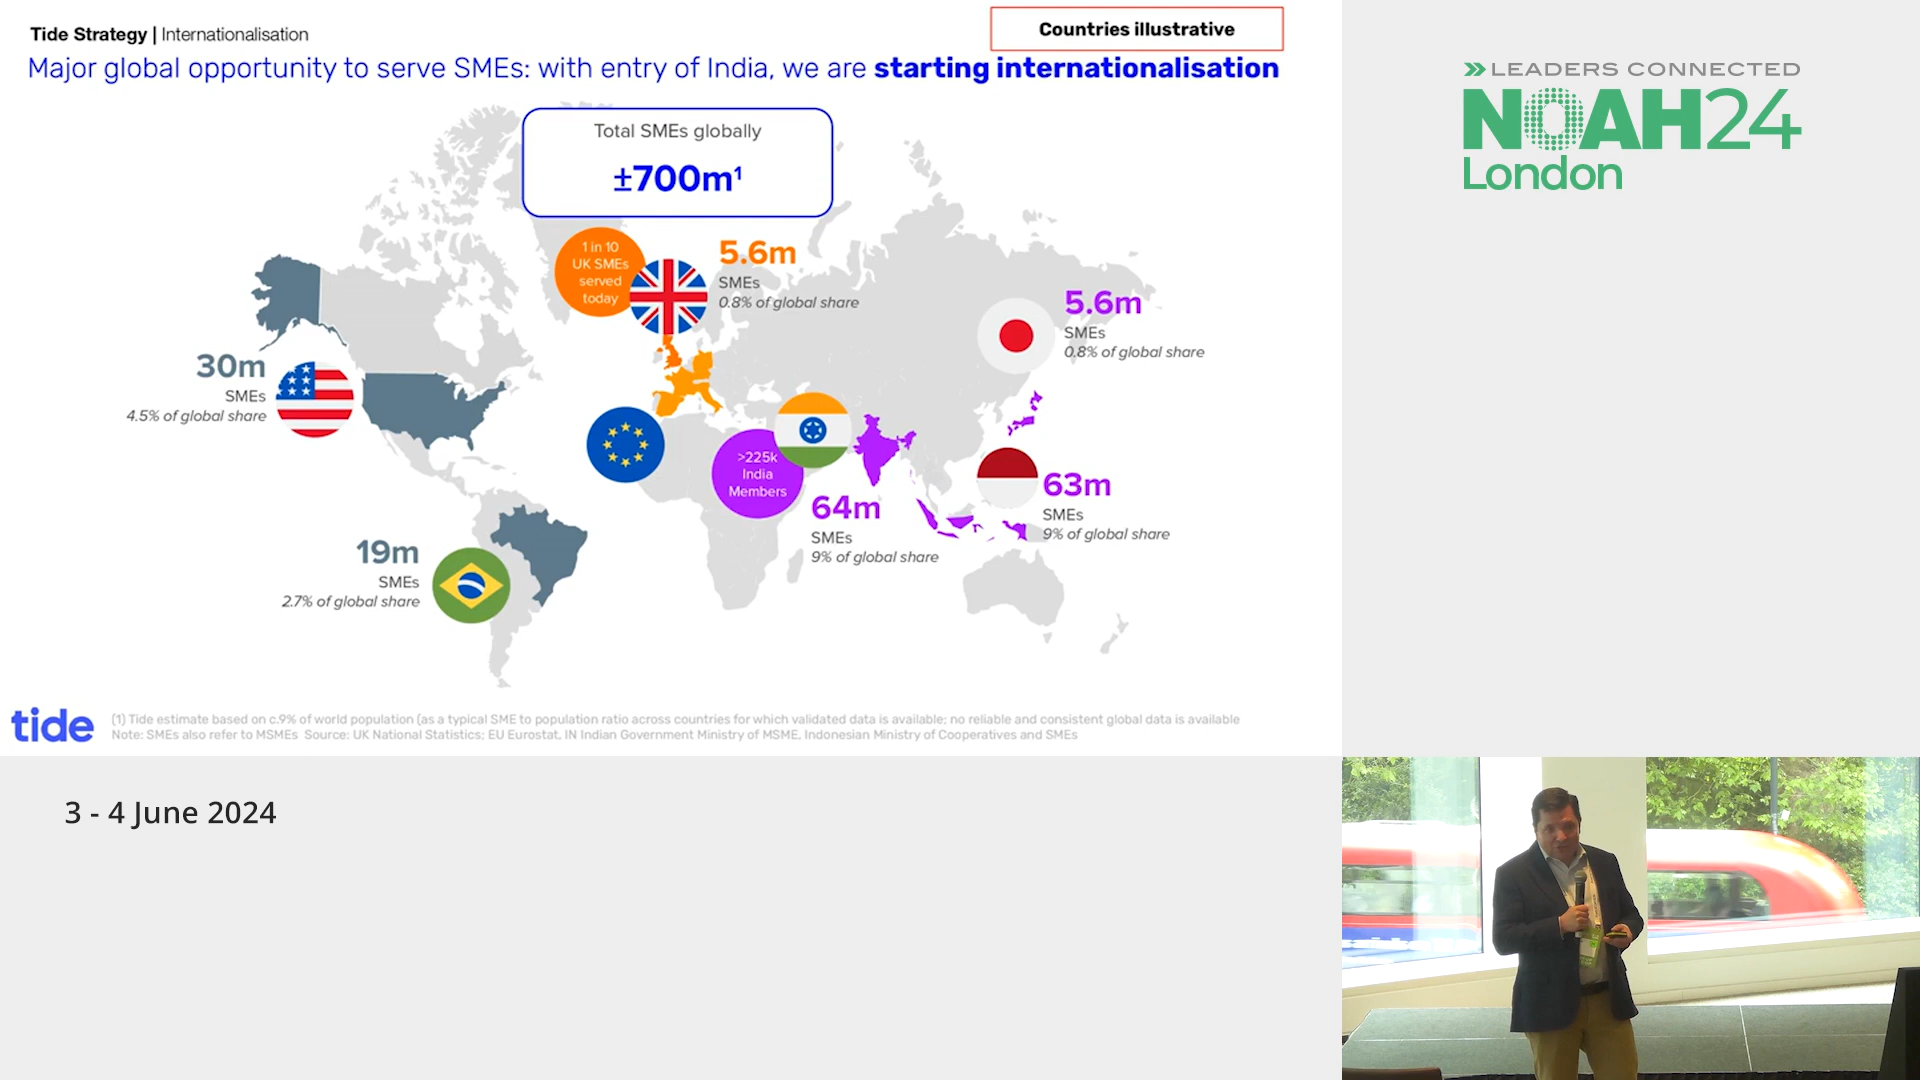 Tide Strategy | Internationalisation
Countries illustrative
Major global opportunity to serve SMEs: with entry of India, we are starting internationalisation
Total SMEs globally
±700m¹
1 in 10
UK SMEs
served
today
5.6m
SMEs
0.8% of global share
5.6m
SMEs
0.8% of global share
30m
SMEs
4.5% of global share
>225k
India
Members
64m
SMEs
9% of global share
63m
SMEs
9% of global share
19m
SMEs
2.7% of global share
tide
(1) Tide estimate based on c.9% of world population (as a typical SME to population ratio across countries for which validated data is available; no reliable and consistent global data is available
Note: SMEs also refer to MSMEs Source: UK National Statistics; EU Eurostat, IN Indian Government Ministry of MSME, Indonesian Ministry of Cooperatives and SMEs
LEADERS CONNECTED
NOAH24
London
3 - 4 June 2024